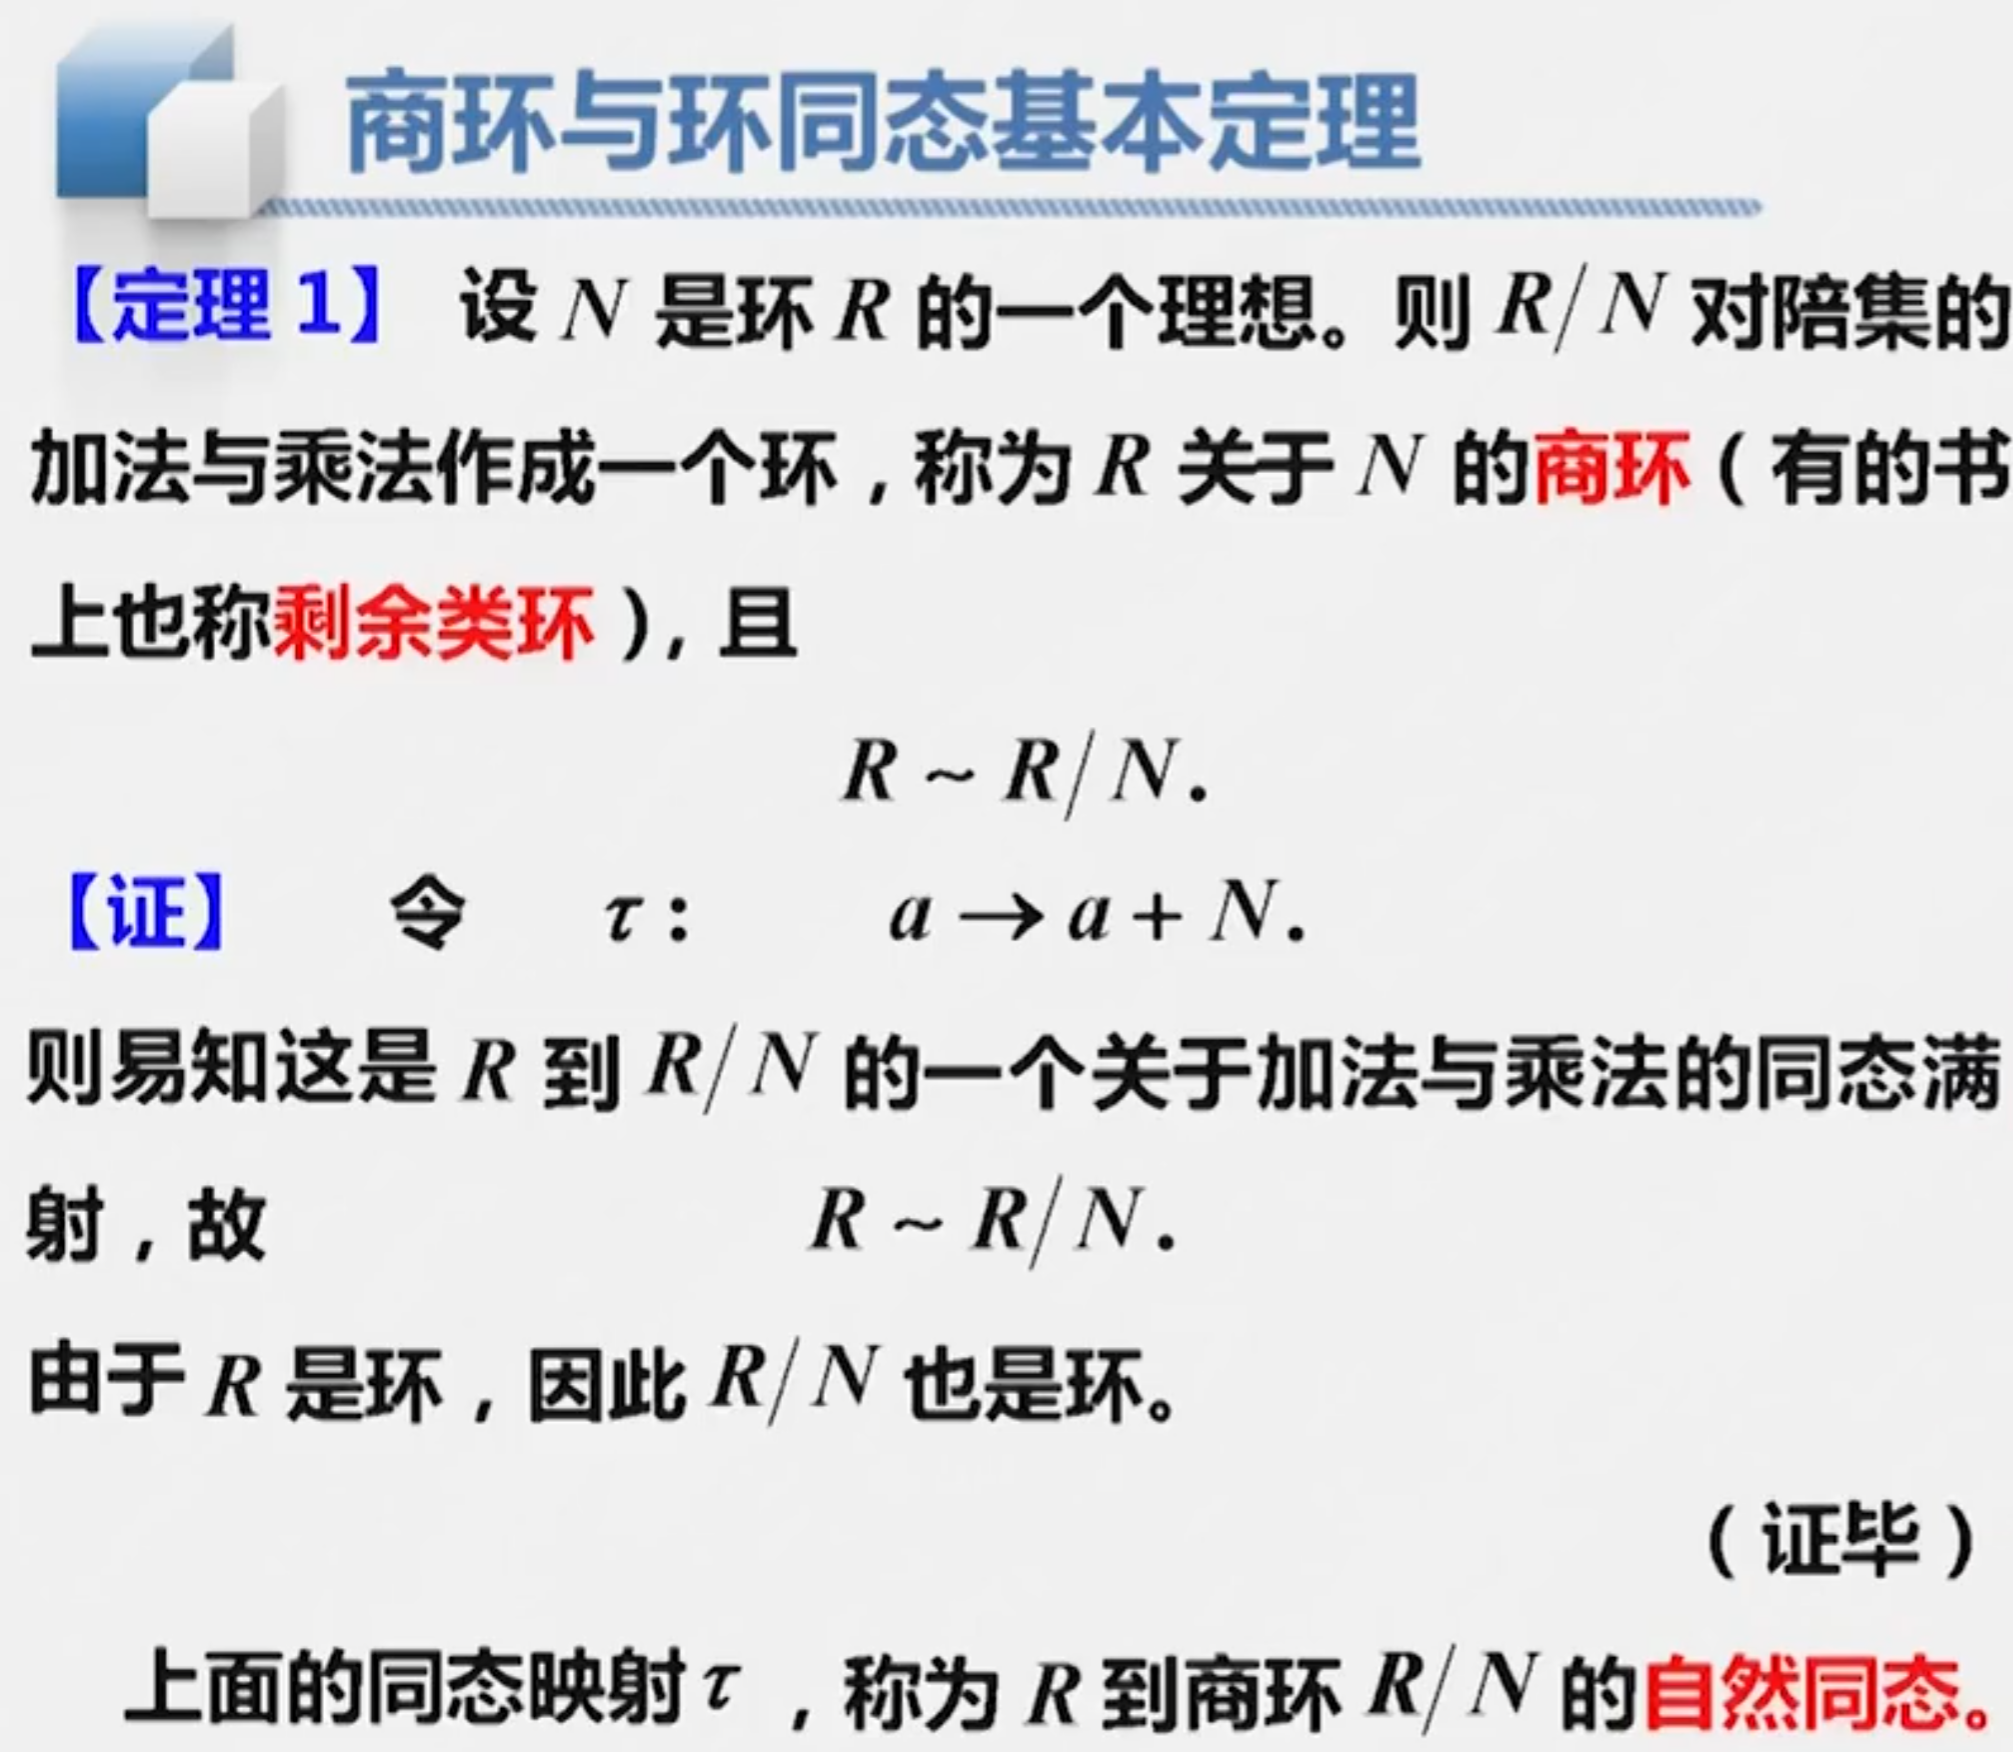 商环与环同态基本定理
【定理 1】 设 N 是环 R 的一个理想。则 R/N 对陪集的
加法与乘法作成一个环，称为 R 关于 N 的商环（有的书
上也称剩余类环），且
R ~ R/N.
【证】 令 τ： a → a + N.
则易知这是 R 到 R/N 的一个关于加法与乘法的同态满
射，故 R ~ R/N.
由于 R 是环，因此 R/N 也是环。
（证毕）
上面的同态映射 τ ，称为 R 到商环 R/N 的自然同态。